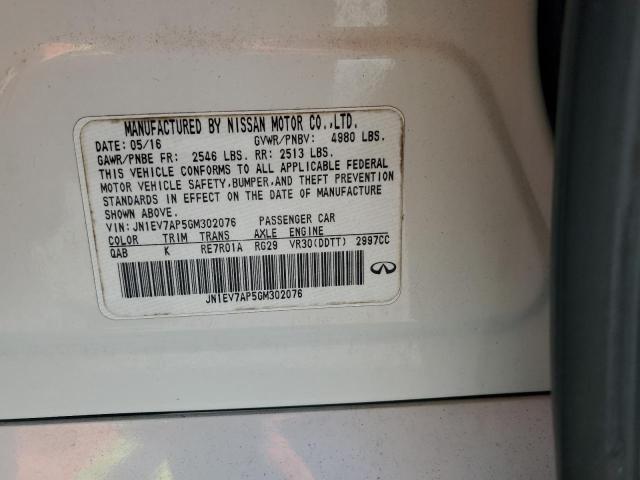 MANUFACTURED BY NISSAN MOTOR CO.,LTD.
DATE: 05/16 GVWR/PNBV: 4980 LBS.
GAWR/PNBE FR: 2546 LBS. RR: 2513 LBS.
THIS VEHICLE CONFORMS TO ALL APPLICABLE FEDERAL
MOTOR VEHICLE SAFETY,BUMPER,AND THEFT PREVENTION
STANDARDS IN EFFECT ON THE DATE OF MANUFACTURE
SHOWN ABOVE.
VIN: JN1EV7AP5GM302076 PASSENGER CAR
COLOR TRIM TRANS AXLE ENGINE
QAB K RE7R01A RG29 VR30(DDTT) 2997CC
JN1EV7AP5GM302076